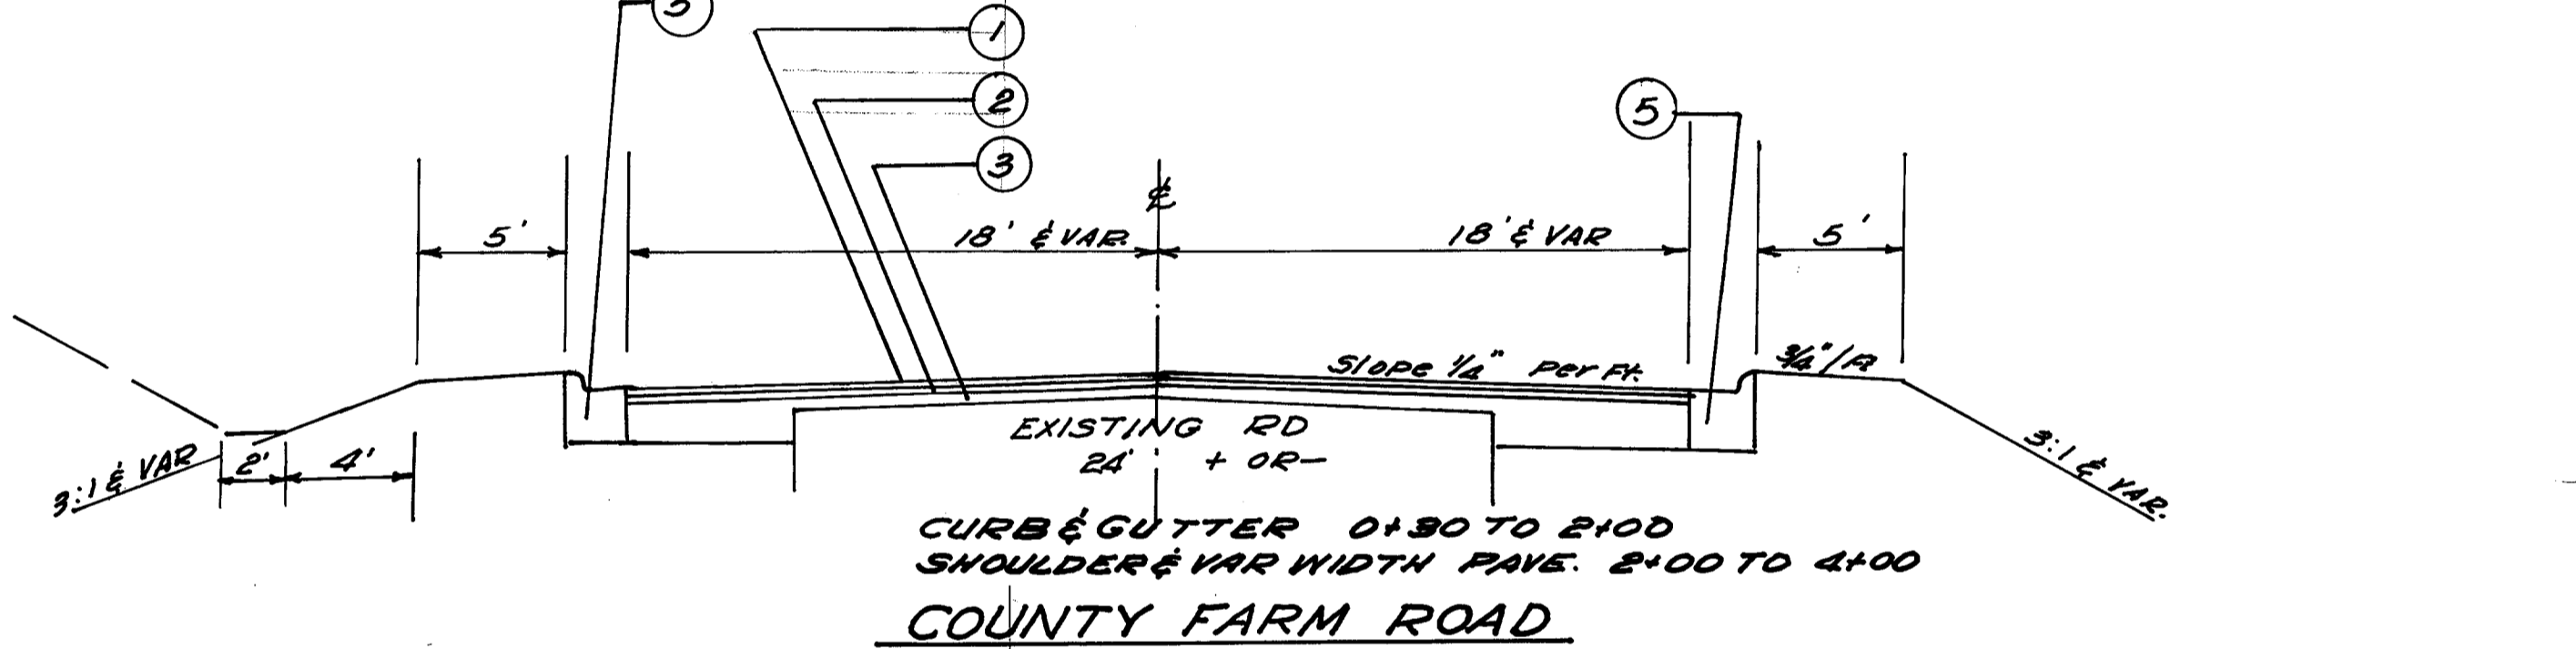 5
1
2
3
5
℄
5' 18' & VAR. 18' & VAR 5'
Slope 1/4" Per Ft. 3/4"/Ft
EXISTING RD
24' + OR-
3:1 & VAR 2' 4' 3:1 & VAR.
CURB & GUTTER 0+30 TO 2+00
SHOULDER & VAR WIDTH PAVE. 2+00 TO 4+00
COUNTY FARM ROAD